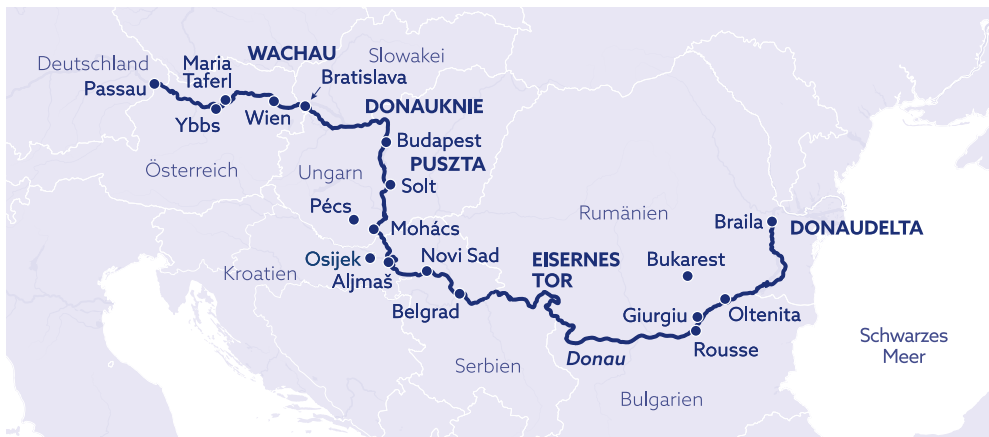 WACHAU
Slowakei
Deutschland
Maria
Taferl
Bratislava
Passau
DONAUKNIE
Ybbs
Wien
Budapest
PUSZTA
Österreich
Ungarn
Solt
Pécs
Mohács
Rumänien
Braila
DONAUDELTA
Osijek
Novi Sad
EISERNES
TOR
Bukarest
Kroatien
Aljmaš
Belgrad
Giurgiu
Oltenita
Schwarzes
Meer
Donau
Rousse
Serbien
Bulgarien